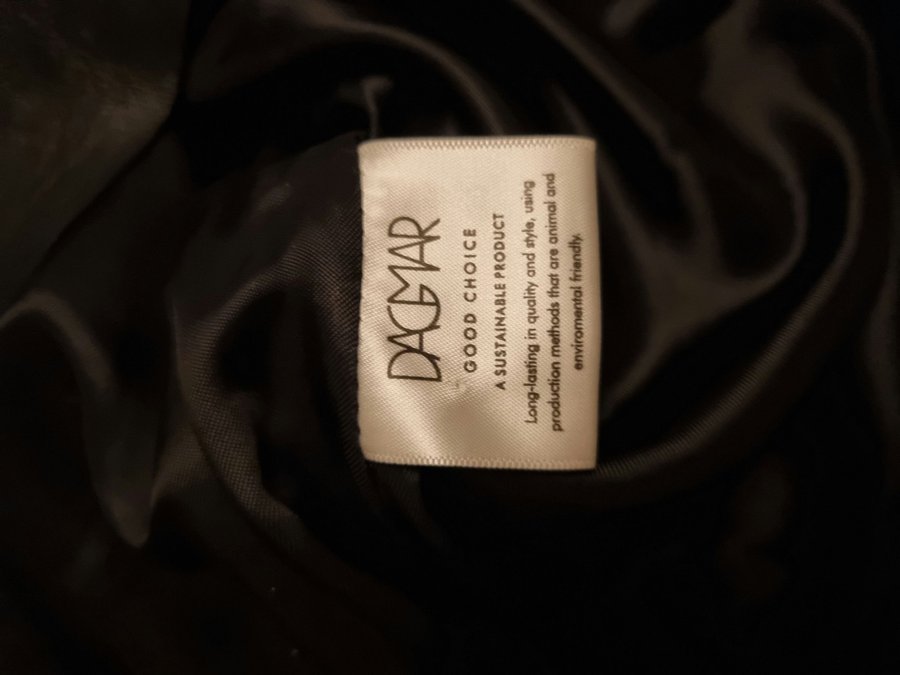 DAGMAR
GOOD CHOICE
A SUSTAINABLE PRODUCT
Long-lasting in quality and style, using
production methods that are animal and
enviromental friendly.